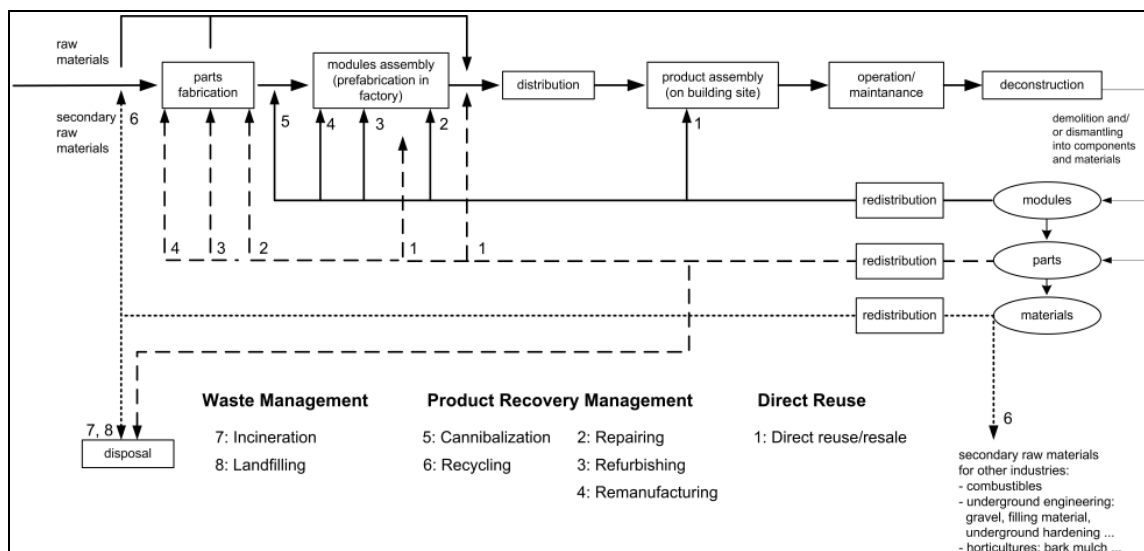 raw
materials
parts
fabrication
modules assembly
(prefabrication in
factory)
distribution
product assembly
(on building site)
operation/
maintanance
deconstruction
secondary
raw
materials
6
5
4
3
2
1
demolition and/
or dismantling
into components
and materials
redistribution
modules
4
3
2
1
1
redistribution
parts
redistribution
materials
7, 8
disposal
Waste Management
7: Incineration
8: Landfilling
Product Recovery Management
5: Cannibalization
6: Recycling
2: Repairing
3: Refurbishing
4: Remanufacturing
Direct Reuse
1: Direct reuse/resale
6
secondary raw materials
for other industries:
- combustibles
- underground engineering:
gravel, filling material,
underground hardening ...
- horticultures: bark mulch ...